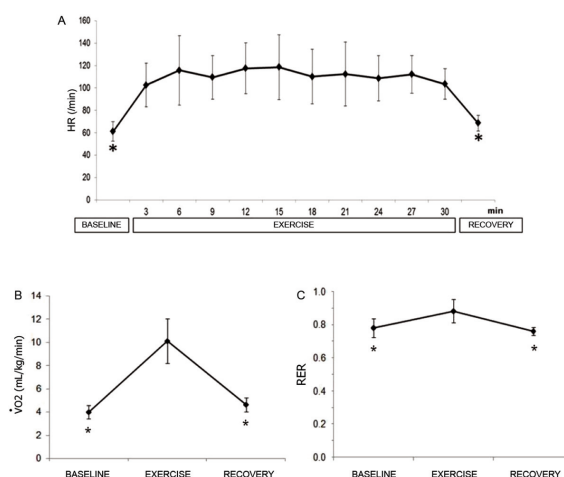 A
160
140
120
100
80
60
40
20
0
HR (/min)
*
*
3 6 9 12 15 18 21 24 27 30 min
BASELINE EXERCISE RECOVERY
B
14
12
10
8
6
4
2
0
V̇O2 (mL/kg/min)
*
*
BASELINE EXERCISE RECOVERY
C
1.0
0.8
0.6
0.4
0.2
0.0
RER
*
*
BASELINE EXERCISE RECOVERY